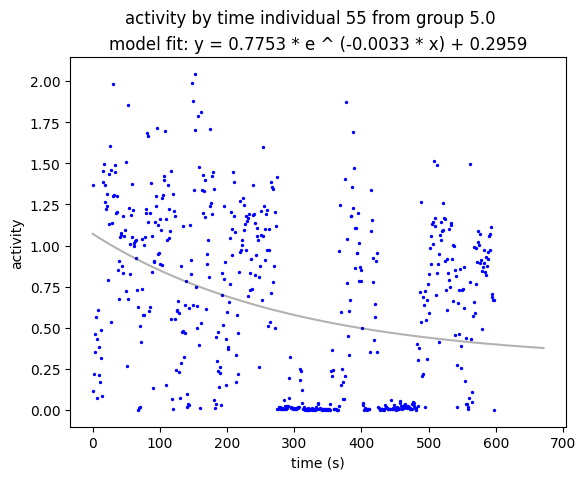 activity by time individual 55 from group 5.0
model fit: y = 0.7753 * e ^ (-0.0033 * x) + 0.2959
2.00
1.75
1.50
1.25
1.00
0.75
0.50
0.25
0.00
activity
0 100 200 300 400 500 600 700
time (s)